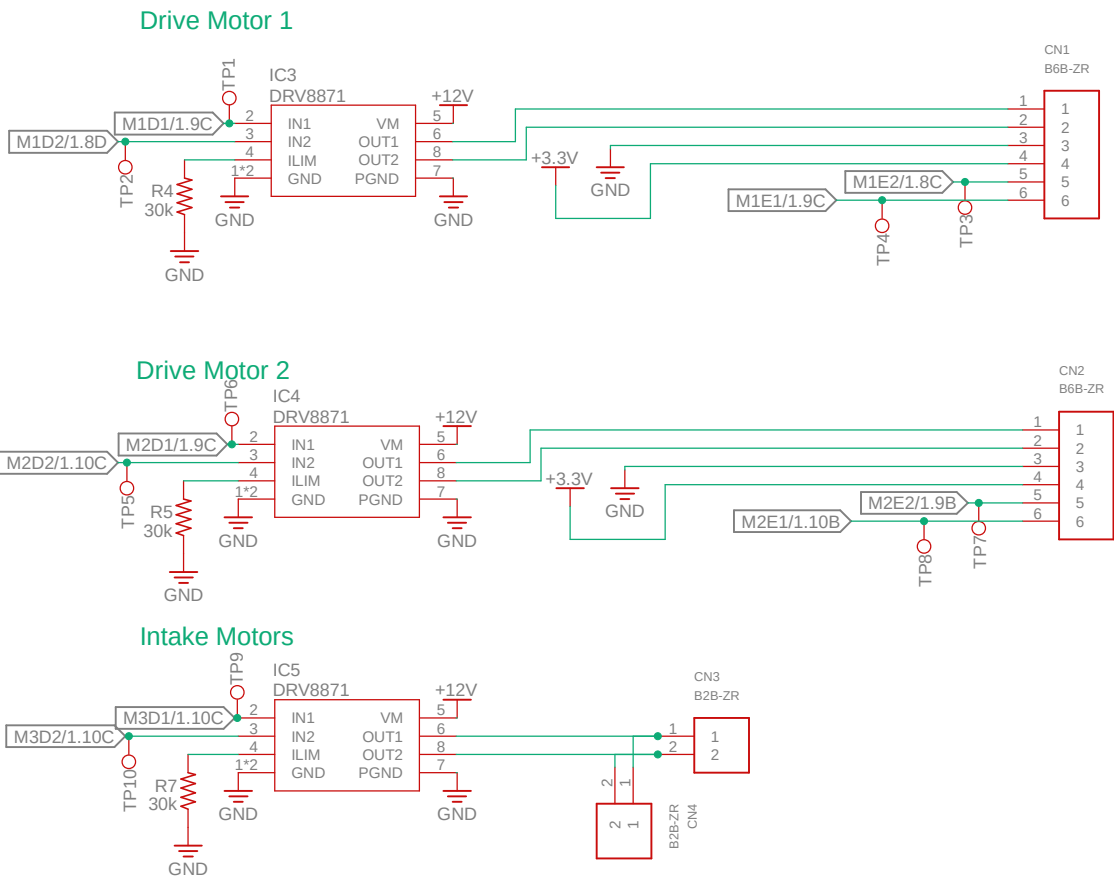 Drive Motor 1
CN1
B6B-ZR
TP1
IC3
DRV8871
+12V
M1D1/1.9C
2
IN1
VM
5
1
1
M1D2/1.8D
3
IN2
OUT1
6
2
2
4
ILIM
OUT2
8
+3.3V
3
3
1*2
GND
PGND
7
4
4
TP2
R4
30k
GND
GND
GND
M1E2/1.8C
5
5
M1E1/1.9C
6
6
TP4
TP3
GND
Drive Motor 2
CN2
B6B-ZR
TP6
IC4
DRV8871
+12V
M2D1/1.9C
2
IN1
VM
5
1
1
M2D2/1.10C
3
IN2
OUT1
6
2
2
4
ILIM
OUT2
8
+3.3V
3
3
1*2
GND
PGND
7
4
4
TP5
R5
30k
GND
GND
GND
M2E2/1.9B
5
5
M2E1/1.10B
6
6
TP8
TP7
GND
Intake Motors
CN3
B2B-ZR
TP9
IC5
DRV8871
+12V
M3D1/1.10C
2
IN1
VM
5
M3D2/1.10C
3
IN2
OUT1
6
1
1
4
ILIM
OUT2
8
2
2
1*2
GND
PGND
7
TP10
R7
30k
GND
GND
2
1
2
1
B2B-ZR
CN4
GND